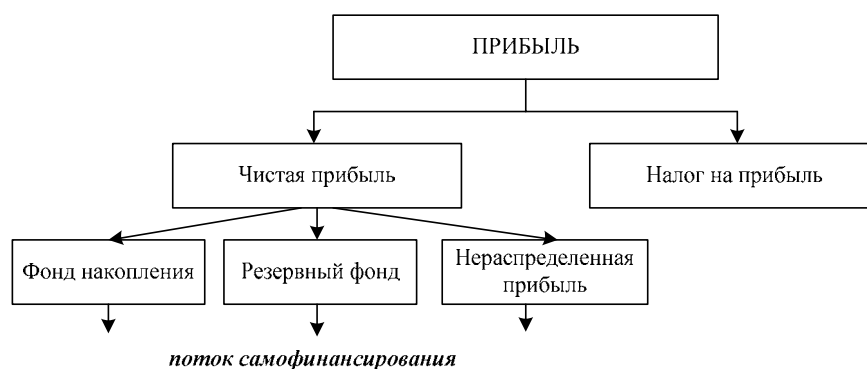 ПРИБЫЛЬ
Чистая прибыль
Налог на прибыль
Фонд накопления
Резервный фонд
Нераспределенная
прибыль
поток самофинансирования